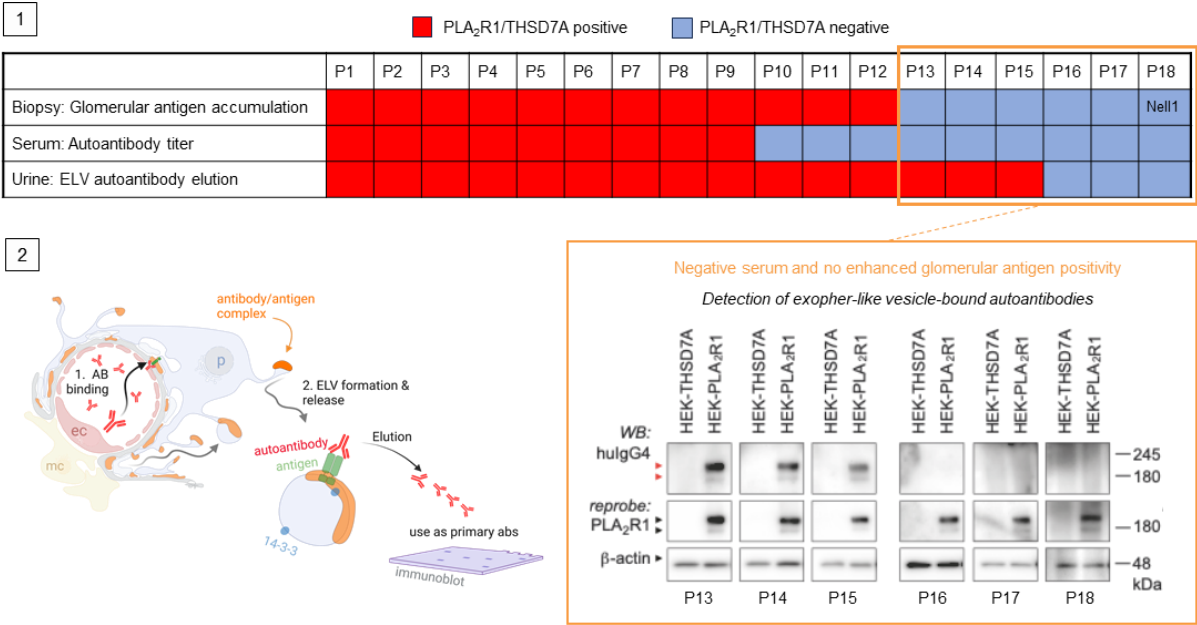 1
PLA₂R1/THSD7A positive PLA₂R1/THSD7A negative
P1 P2 P3 P4 P5 P6 P7 P8 P9 P10 P11 P12 P13 P14 P15 P16 P17 P18
Biopsy: Glomerular antigen accumulation Nell1
Serum: Autoantibody titer
Urine: ELV autoantibody elution
2
antibody/antigen
complex
p
1. AB
binding
ec
mc
2. ELV formation &
release
autoantibody
antigen
Elution
14-3-3
use as primary abs
immunoblot
Negative serum and no enhanced glomerular antigen positivity
Detection of exopher-like vesicle-bound autoantibodies
HEK-THSD7A HEK-PLA₂R1 HEK-THSD7A HEK-PLA₂R1 HEK-THSD7A HEK-PLA₂R1 HEK-THSD7A HEK-PLA₂R1 HEK-THSD7A HEK-PLA₂R1 HEK-THSD7A HEK-PLA₂R1
WB:
huIgG4
245
180
reprobe:
PLA₂R1
180
β-actin
48
kDa
P13 P14 P15 P16 P17 P18